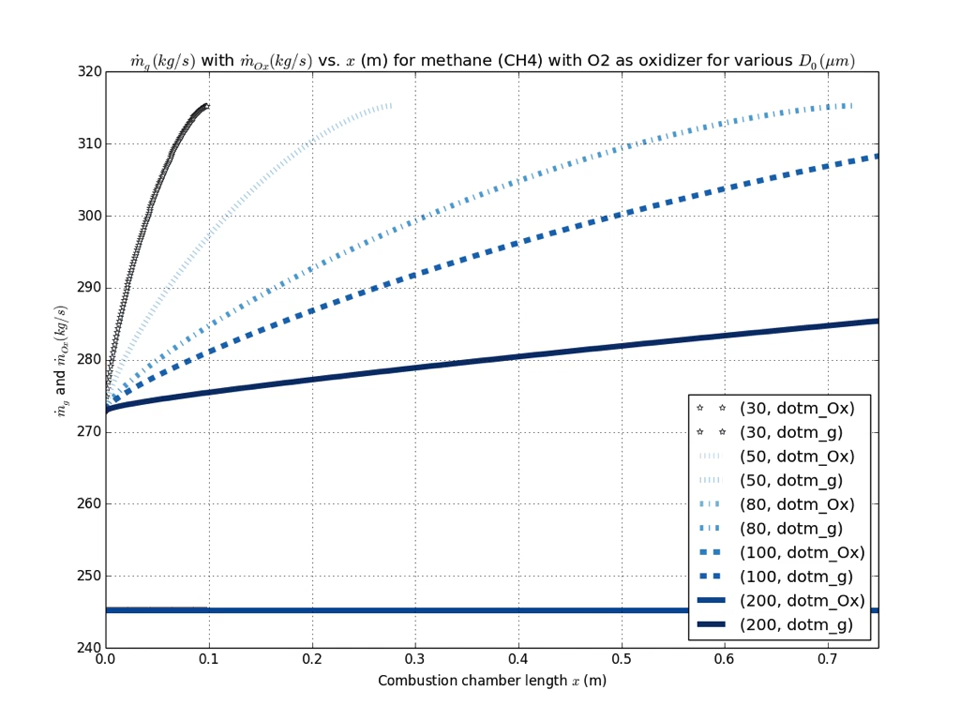 ṁ_g(kg/s) with ṁ_Ox(kg/s) vs. x (m) for methane (CH4) with O2 as oxidizer for various D_0(μm)
320
310
300
290
280
270
260
250
240
ṁ_g and ṁ_Ox(kg/s)
(30, dotm_Ox)
(30, dotm_g)
(50, dotm_Ox)
(50, dotm_g)
(80, dotm_Ox)
(80, dotm_g)
(100, dotm_Ox)
(100, dotm_g)
(200, dotm_Ox)
(200, dotm_g)
0.0 0.1 0.2 0.3 0.4 0.5 0.6 0.7
Combustion chamber length x (m)